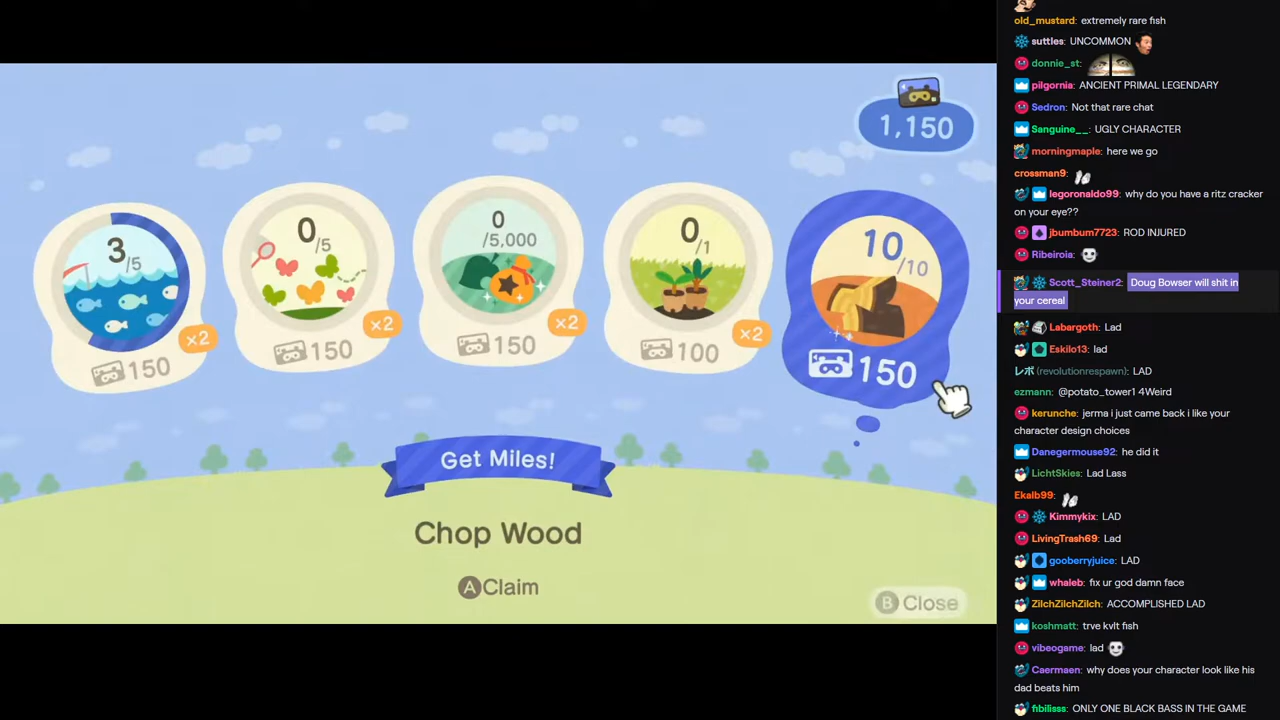 1,150
3
/5
×2
150
0
/5
×2
150
0
/5,000
×2
150
0
/1
×2
100
10
/10
150
Get Miles!
Chop Wood
A Claim
B Close
old_mustard: extremely rare fish
suttles: UNCOMMON
donnie_st:
pilgornia: ANCIENT PRIMAL LEGENDARY
Sedron: Not that rare chat
Sanguine__: UGLY CHARACTER
morningmaple: here we go
crossman9:
legoronaldo99: why do you have a ritz cracker
on your eye??
jbumbum7723: ROD INJURED
Ribeiroia:
Scott_Steiner2: Doug Bowser will shit in
your cereal
Labargoth: Lad
Eskilo13: lad
レボ (revolutionrespawn): LAD
ezmann: @potato_tower1 4Weird
kerunche: jerma i just came back i like your
character design choices
Danegermouse92: he did it
LichtSkies: Lad Lass
Ekalb99:
Kimmykix: LAD
LivingTrash69: Lad
gooberryjuice: LAD
whaleb: fix ur god damn face
ZilchZilchZilch: ACCOMPLISHED LAD
koshmatt: trve kvlt fish
vibeogame: lad
Caermaen: why does your character look like his
dad beats him
fibilisss: ONLY ONE BLACK BASS IN THE GAME